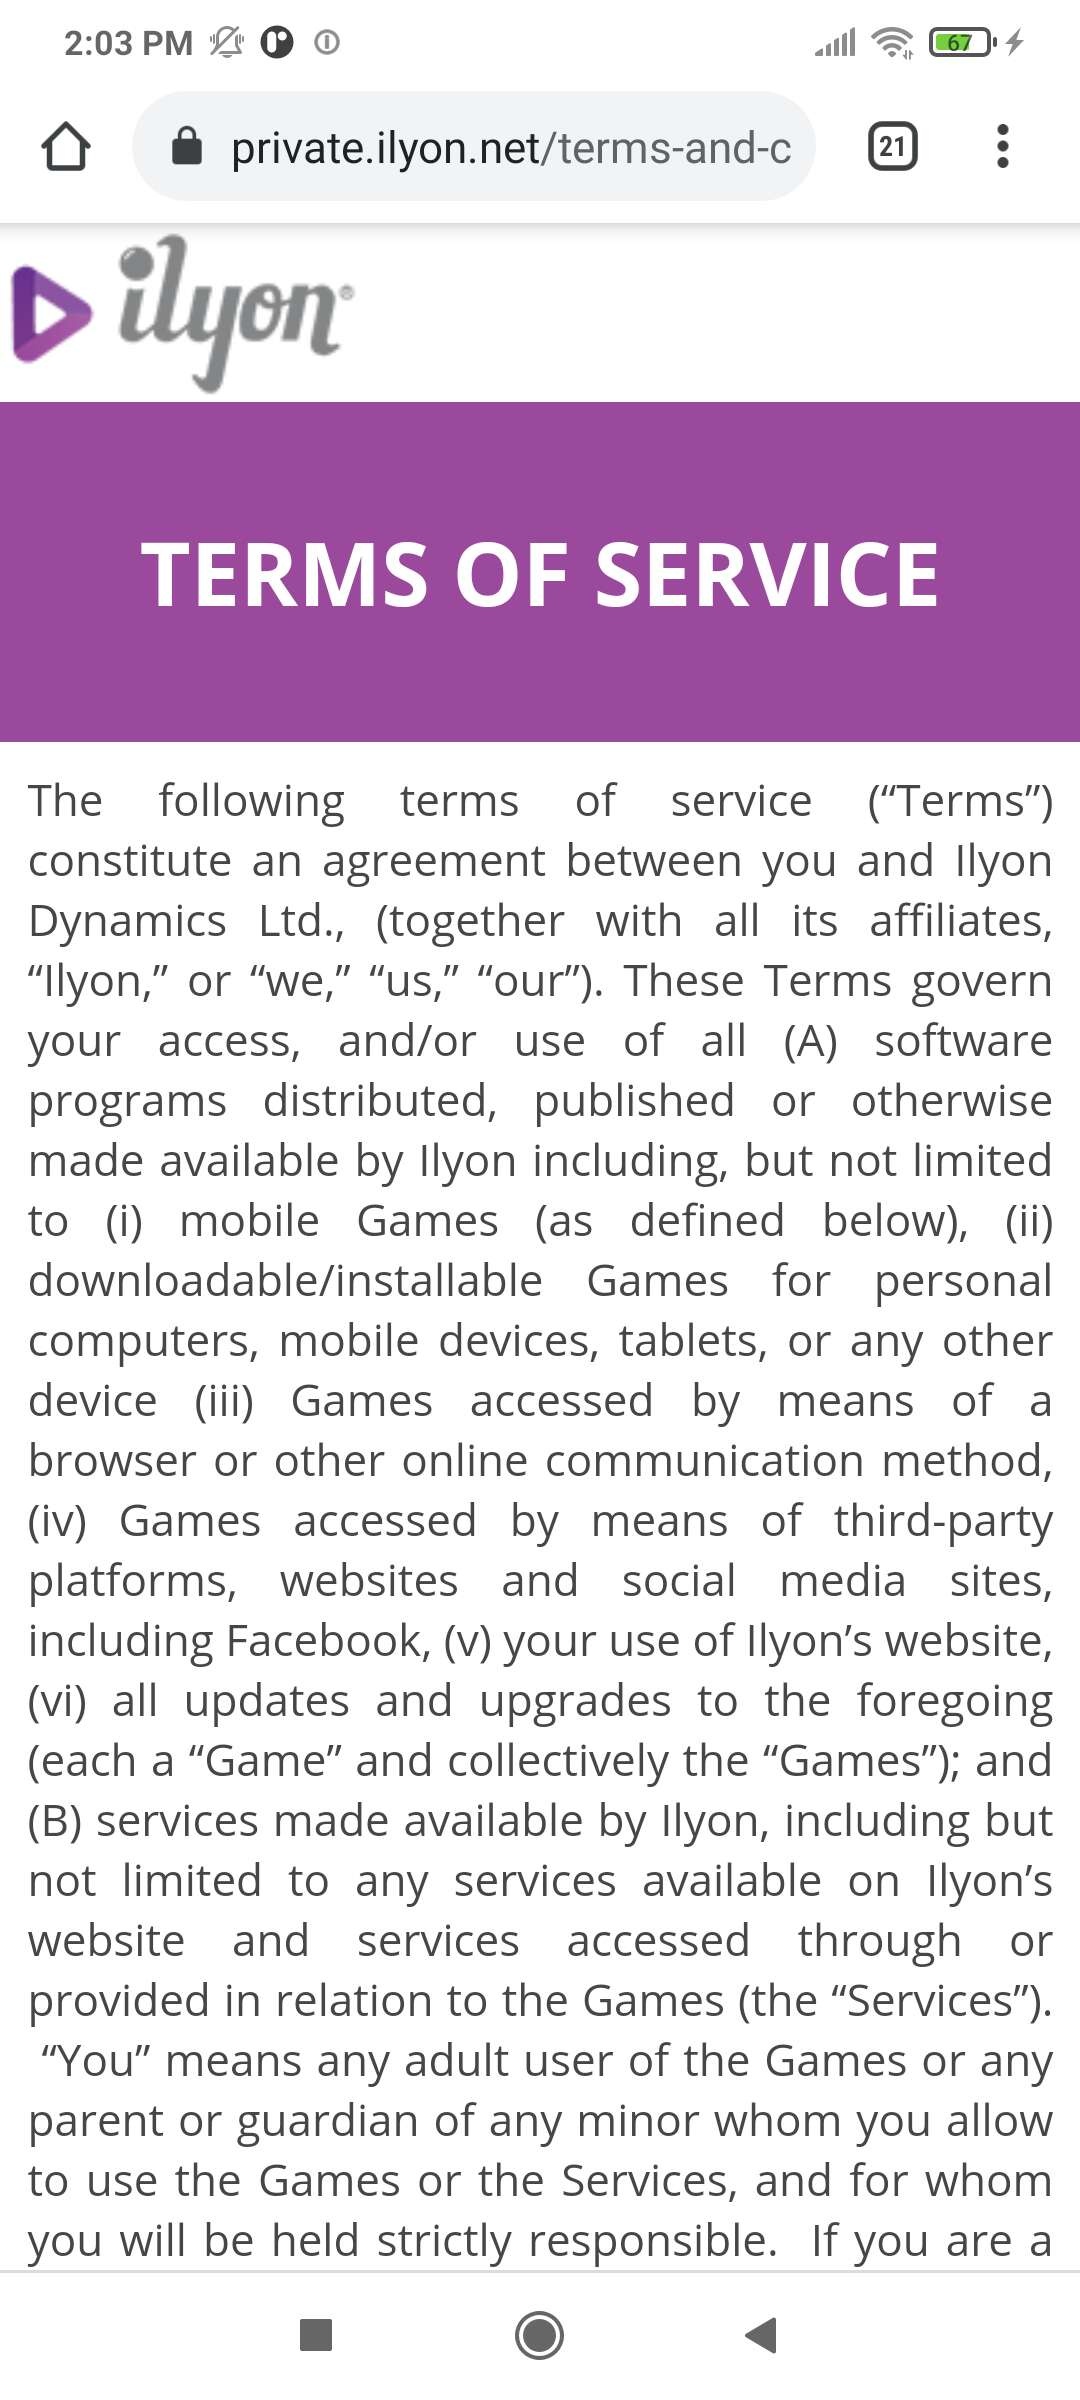 2:03 PM
67
private.ilyon.net/terms-and-c
21
ilyon®
TERMS OF SERVICE
The following terms of service (“Terms”)
constitute an agreement between you and Ilyon
Dynamics Ltd., (together with all its affiliates,
“Ilyon,” or “we,” “us,” “our”). These Terms govern
your access, and/or use of all (A) software
programs distributed, published or otherwise
made available by Ilyon including, but not limited
to (i) mobile Games (as defined below), (ii)
downloadable/installable Games for personal
computers, mobile devices, tablets, or any other
device (iii) Games accessed by means of a
browser or other online communication method,
(iv) Games accessed by means of third-party
platforms, websites and social media sites,
including Facebook, (v) your use of Ilyon’s website,
(vi) all updates and upgrades to the foregoing
(each a “Game” and collectively the “Games”); and
(B) services made available by Ilyon, including but
not limited to any services available on Ilyon’s
website and services accessed through or
provided in relation to the Games (the “Services”).
“You” means any adult user of the Games or any
parent or guardian of any minor whom you allow
to use the Games or the Services, and for whom
you will be held strictly responsible. If you are a